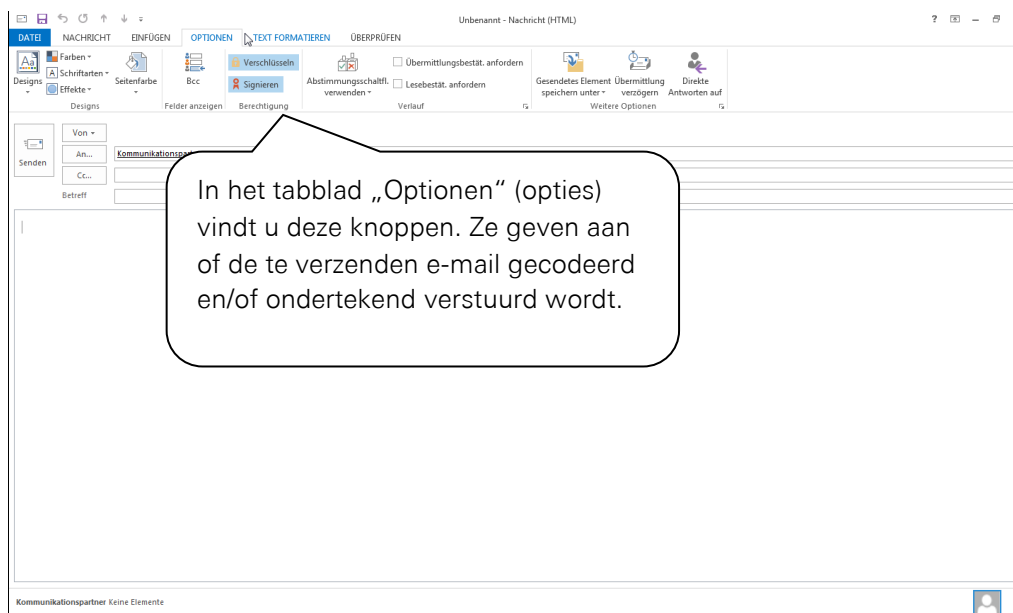 Unbenannt - Nachricht (HTML)
DATEI NACHRICHT EINFÜGEN OPTIONEN TEXT FORMATIEREN ÜBERPRÜFEN
Designs
Farben
Schriftarten
Effekte
Seitenfarbe
Designs
Bcc
Felder anzeigen
Verschlüsseln
Signieren
Berechtigung
Abstimmungsschaltfl.
verwenden
Übermittlungsbestät. anfordern
Lesebestät. anfordern
Verlauf
Gesendetes Element
speichern unter
Übermittlung
verzögern
Direkte
Antworten auf
Weitere Optionen
Senden
Von
An...
Cc...
Betreff
In het tabblad „Optionen“ (opties)
vindt u deze knoppen. Ze geven aan
of de te verzenden e-mail gecodeerd
en/of ondertekend verstuurd wordt.
Kommunikationspartner Keine Elemente